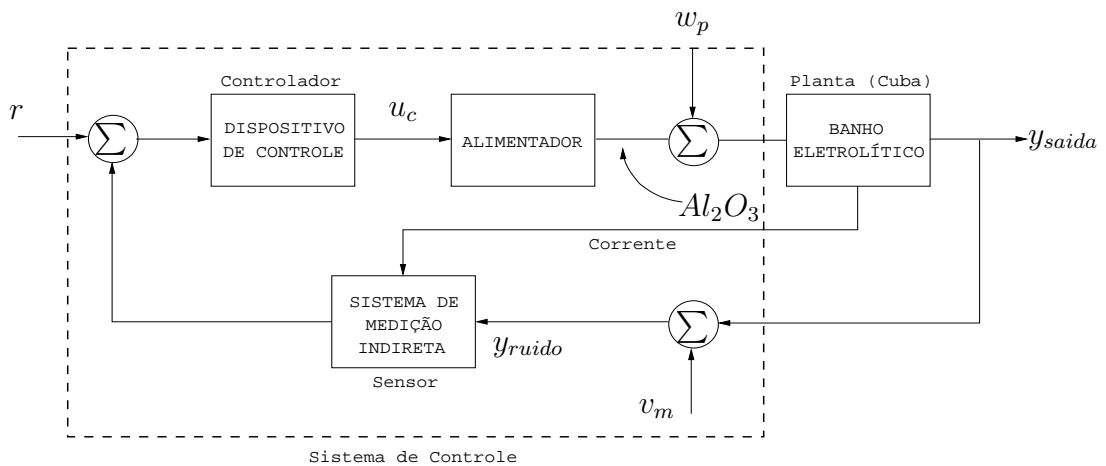 w_p
Controlador
Planta (Cuba)
r
Σ
DISPOSITIVO
DE CONTROLE
u_c
ALIMENTADOR
Σ
BANHO
ELETROLÍTICO
y_saida
Al_2O_3
Corrente
SISTEMA DE
MEDIÇÃO
INDIRETA
Sensor
y_ruido
Σ
v_m
Sistema de Controle